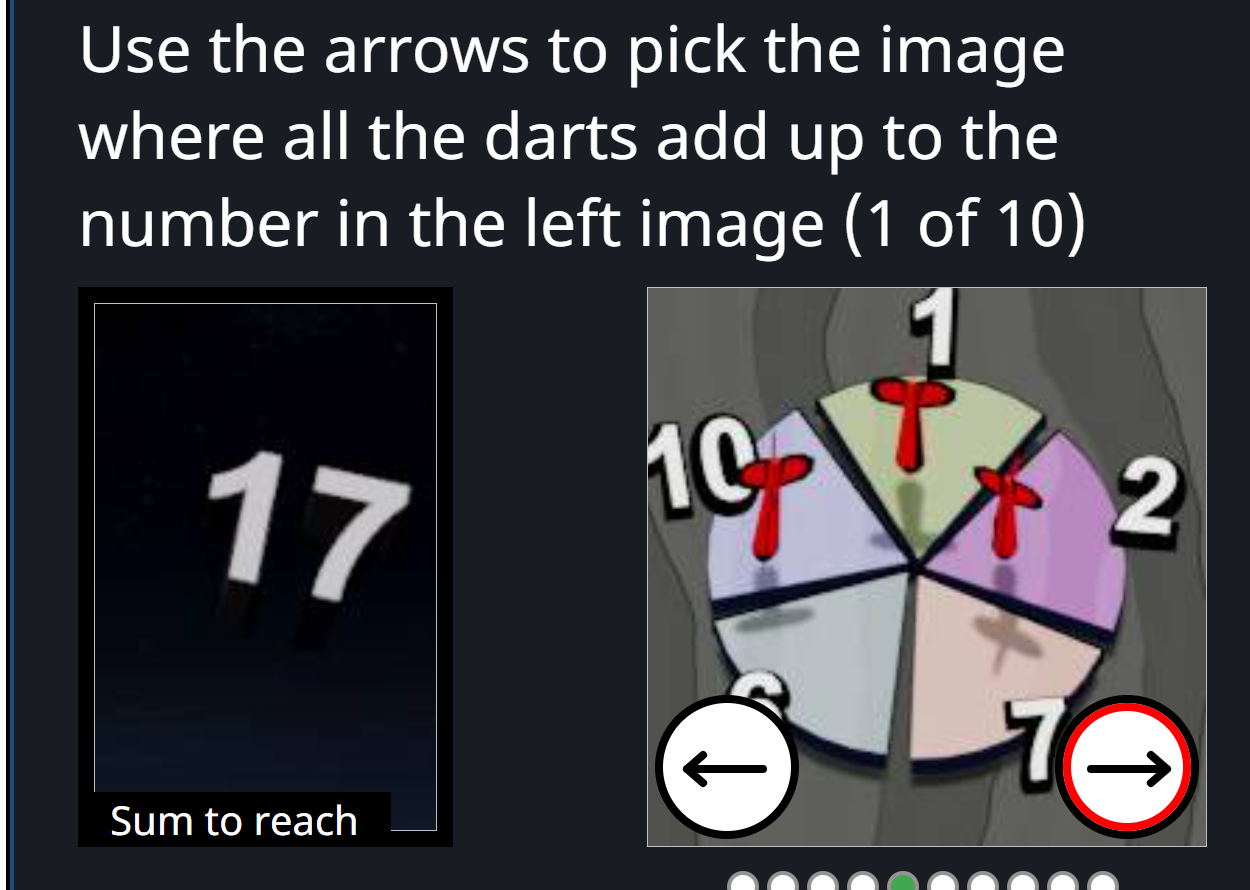 Use the arrows to pick the image
where all the darts add up to the
number in the left image (1 of 10)
17
Sum to reach
1
10
2
6
7